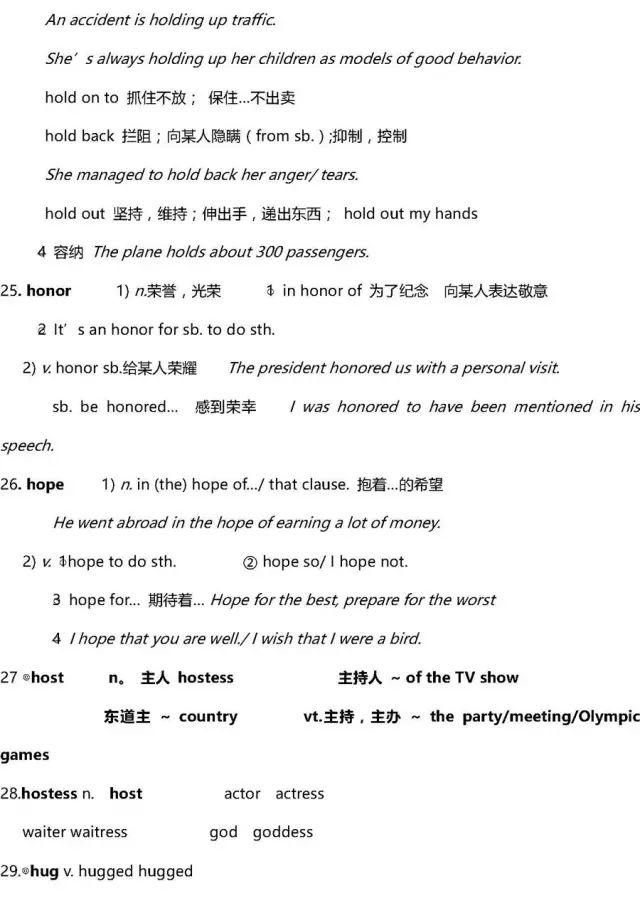 An accident is holding up traffic.
She's always holding up her children as models of good behavior.
hold on to 抓住不放； 保住…不出卖
hold back 拦阻；向某人隐瞒（from sb.）;抑制，控制
She managed to hold back her anger/ tears.
hold out 坚持，维持；伸出手，递出东西； hold out my hands
④ 容纳 The plane holds about 300 passengers.
25. honor 1) n.荣誉，光荣 ① in honor of 为了纪念 向某人表达敬意
② It's an honor for sb. to do sth.
2) v. honor sb.给某人荣耀 The president honored us with a personal visit.
sb. be honored… 感到荣幸 I was honored to have been mentioned in his
speech.
26. hope 1) n. in (the) hope of…/ that clause. 抱着…的希望
He went abroad in the hope of earning a lot of money.
2) v. ①hope to do sth. ② hope so/ I hope not.
③ hope for… 期待着… Hope for the best, prepare for the worst
④ I hope that you are well./ I wish that I were a bird.
27 ◎host n。 主人 hostess 主持人 ~ of the TV show
东道主 ~ country vt.主持，主办 ~ the party/meeting/Olympic
games
28.hostess n. host actor actress
waiter waitress god goddess
29.◎hug v. hugged hugged